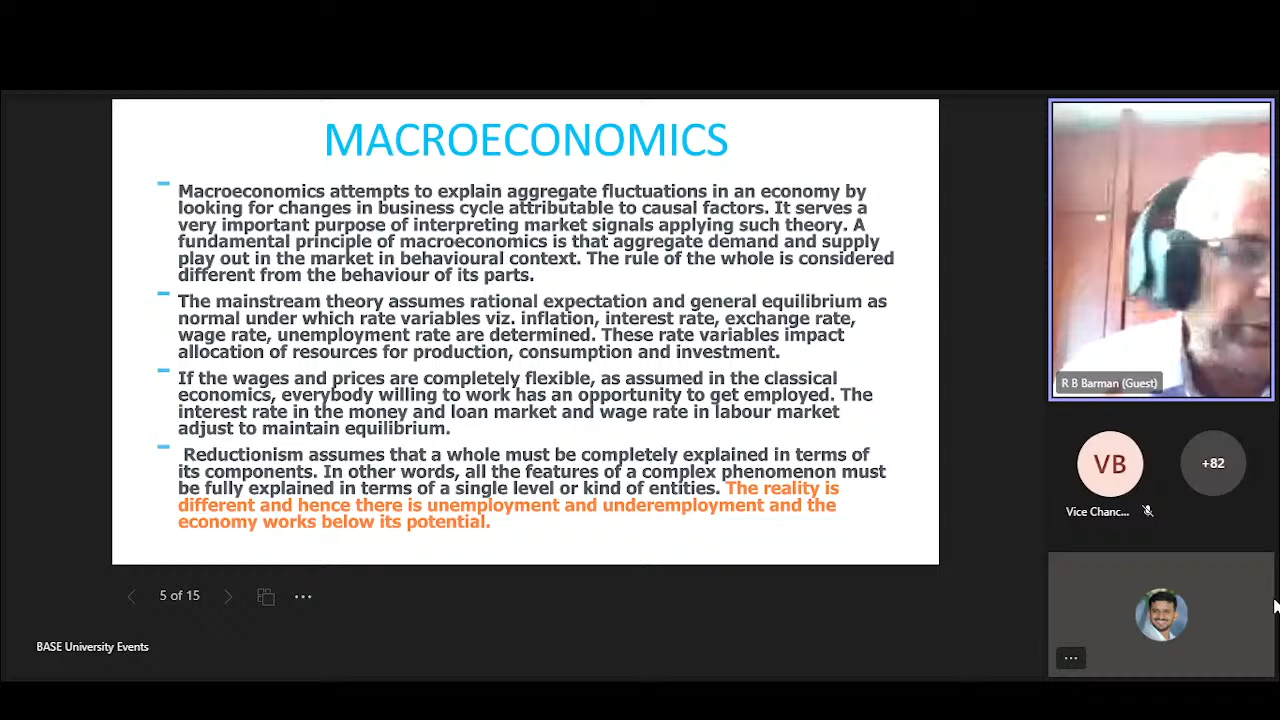 MACROECONOMICS
Macroeconomics attempts to explain aggregate fluctuations in an economy by
looking for changes in business cycle attributable to causal factors. It serves a
very important purpose of interpreting market signals applying such theory. A
fundamental principle of macroeconomics is that aggregate demand and supply
play out in the market in behavioural context. The rule of the whole is considered
different from the behaviour of its parts.
The mainstream theory assumes rational expectation and general equilibrium as
normal under which rate variables viz. inflation, interest rate, exchange rate,
wage rate, unemployment rate are determined. These rate variables impact
allocation of resources for production, consumption and investment.
If the wages and prices are completely flexible, as assumed in the classical
economics, everybody willing to work has an opportunity to get employed. The
interest rate in the money and loan market and wage rate in labour market
adjust to maintain equilibrium.
Reductionism assumes that a whole must be completely explained in terms of
its components. In other words, all the features of a complex phenomenon must
be fully explained in terms of a single level or kind of entities. The reality is
different and hence there is unemployment and underemployment and the
economy works below its potential.
5 of 15
BASE University Events
R B Barman (Guest)
VB
+82
Vice Chanc...